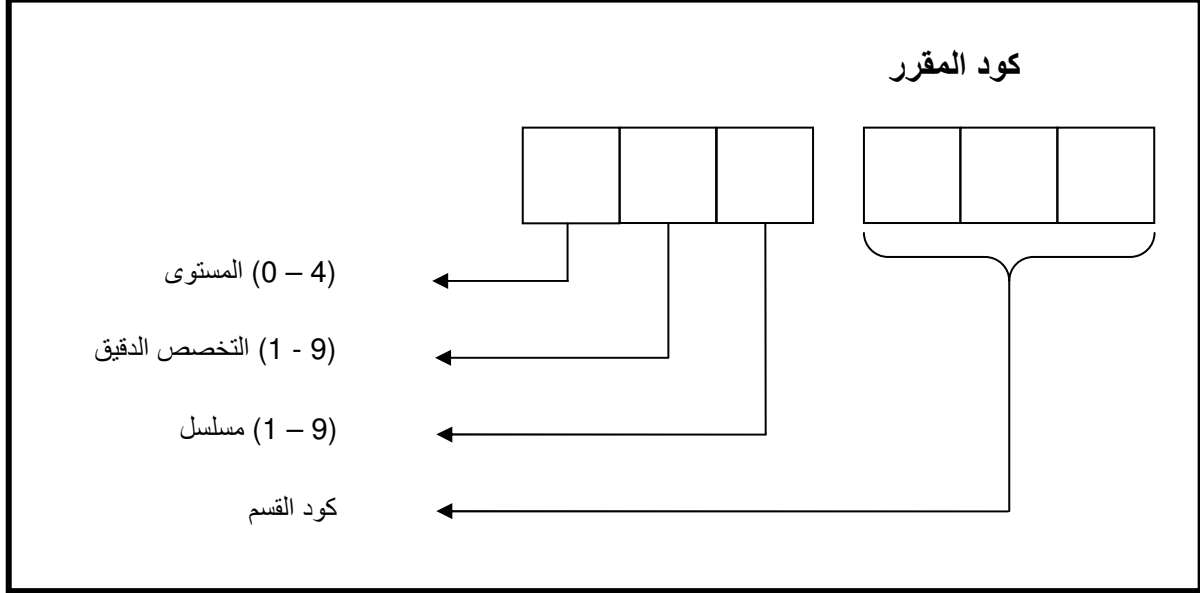 كود المقرر
(0 – 4) المستوى
(1 - 9) التخصص الدقيق
(1 – 9) مسلسل
كود القسم